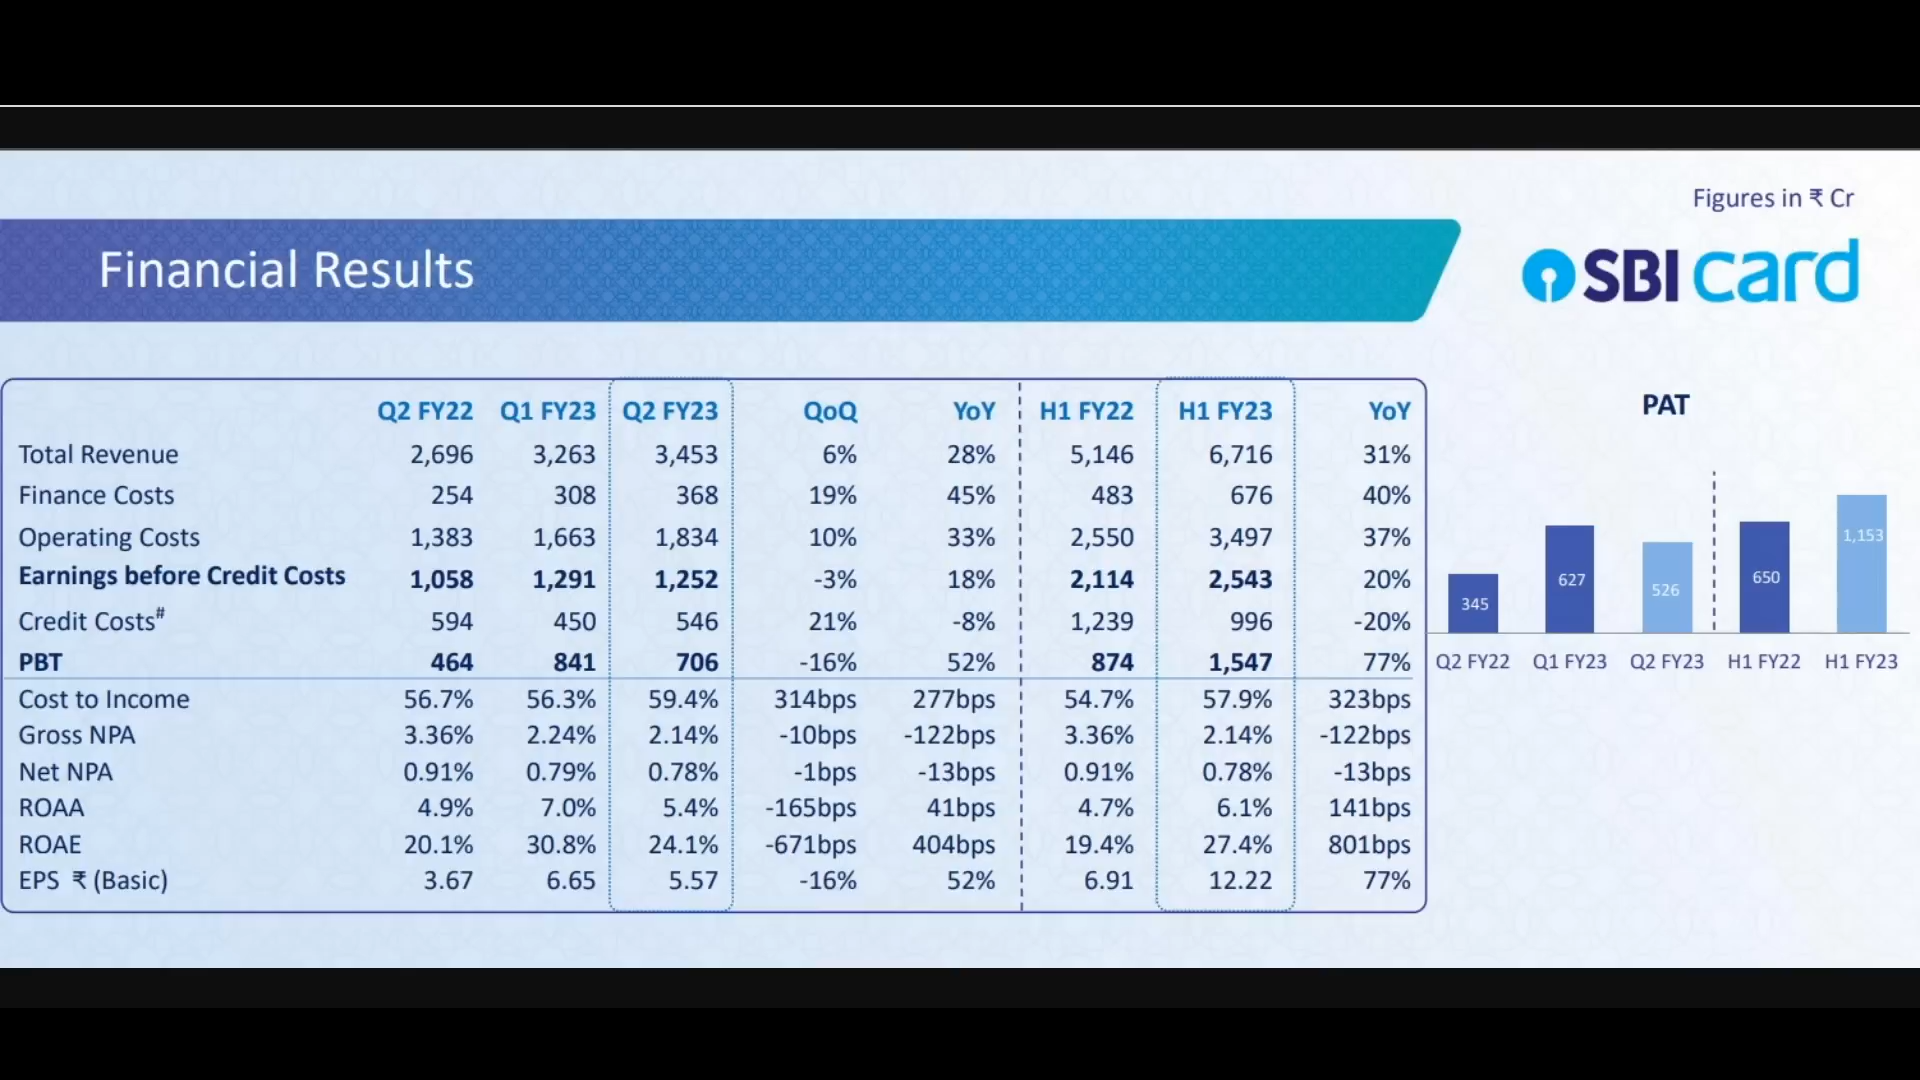 Figures in ₹ Cr
Financial Results
SBI card
Q2 FY22 Q1 FY23 Q2 FY23 QoQ YoY H1 FY22 H1 FY23 YoY
Total Revenue 2,696 3,263 3,453 6% 28% 5,146 6,716 31%
Finance Costs 254 308 368 19% 45% 483 676 40%
Operating Costs 1,383 1,663 1,834 10% 33% 2,550 3,497 37%
Earnings before Credit Costs 1,058 1,291 1,252 -3% 18% 2,114 2,543 20%
Credit Costs# 594 450 546 21% -8% 1,239 996 -20%
PBT 464 841 706 -16% 52% 874 1,547 77%
Cost to Income 56.7% 56.3% 59.4% 314bps 277bps 54.7% 57.9% 323bps
Gross NPA 3.36% 2.24% 2.14% -10bps -122bps 3.36% 2.14% -122bps
Net NPA 0.91% 0.79% 0.78% -1bps -13bps 0.91% 0.78% -13bps
ROAA 4.9% 7.0% 5.4% -165bps 41bps 4.7% 6.1% 141bps
ROAE 20.1% 30.8% 24.1% -671bps 404bps 19.4% 27.4% 801bps
EPS ₹ (Basic) 3.67 6.65 5.57 -16% 52% 6.91 12.22 77%
PAT
345 627 526 650 1,153
Q2 FY22 Q1 FY23 Q2 FY23 H1 FY22 H1 FY23